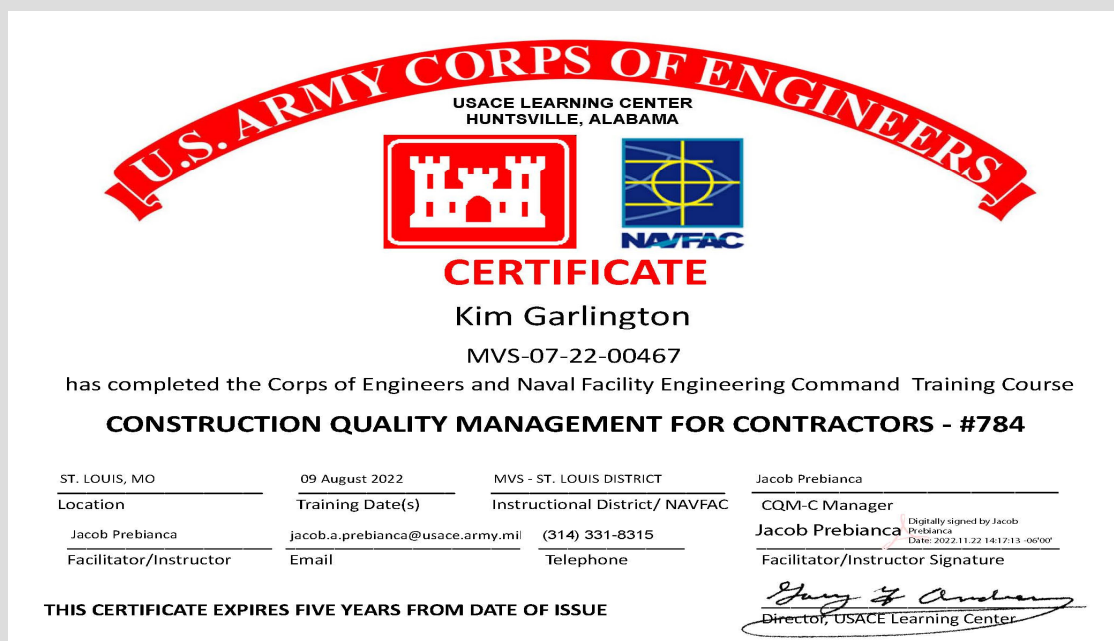 U.S. ARMY CORPS OF ENGINEERS
USACE LEARNING CENTER
HUNTSVILLE, ALABAMA
NAVFAC
CERTIFICATE
Kim Garlington
MVS-07-22-00467
has completed the Corps of Engineers and Naval Facility Engineering Command Training Course
CONSTRUCTION QUALITY MANAGEMENT FOR CONTRACTORS - #784
ST. LOUIS, MO 09 August 2022 MVS - ST. LOUIS DISTRICT Jacob Prebianca
Location Training Date(s) Instructional District/ NAVFAC CQM-C Manager
Jacob Prebianca jacob.a.prebianca@usace.army.mil (314) 331-8315 Jacob Prebianca
Digitally signed by Jacob
Prebianca
Date: 2022.11.22 14:17:13 -06'00'
Facilitator/Instructor Email Telephone Facilitator/Instructor Signature
THIS CERTIFICATE EXPIRES FIVE YEARS FROM DATE OF ISSUE
Director, USACE Learning Center